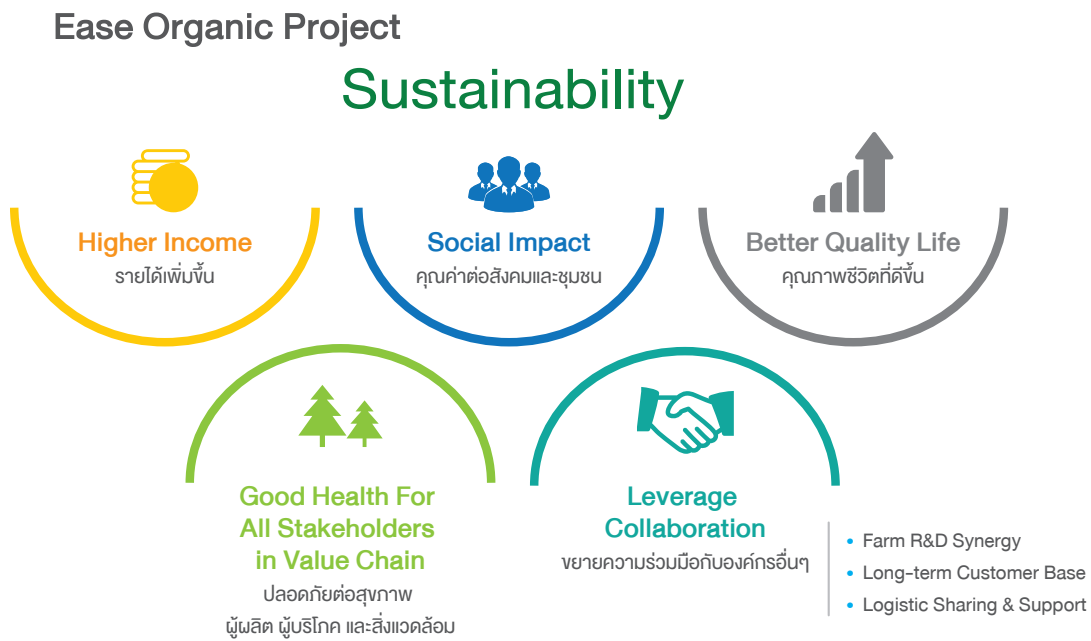 Ease Organic Project
Sustainability
Higher Income
รายได้เพิ่มขึ้น
Social Impact
คุณค่าต่อสังคมและชุมชน
Better Quality Life
คุณภาพชีวิตที่ดีขึ้น
Good Health For
All Stakeholders
in Value Chain
ปลอดภัยต่อสุขภาพ
ผู้ผลิต ผู้บริโภค และสิ่งแวดล้อม
Leverage
Collaboration
ขยายความร่วมมือกับองค์กรอื่นๆ
• Farm R&D Synergy
• Long-term Customer Base
• Logistic Sharing & Support